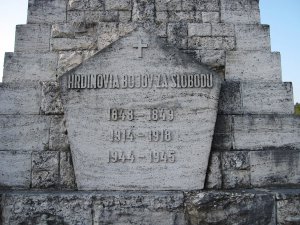 HRDINOVIA BOJOV ZA SLOBODU
1848 - 1849
1914 - 1918
1944 - 1945